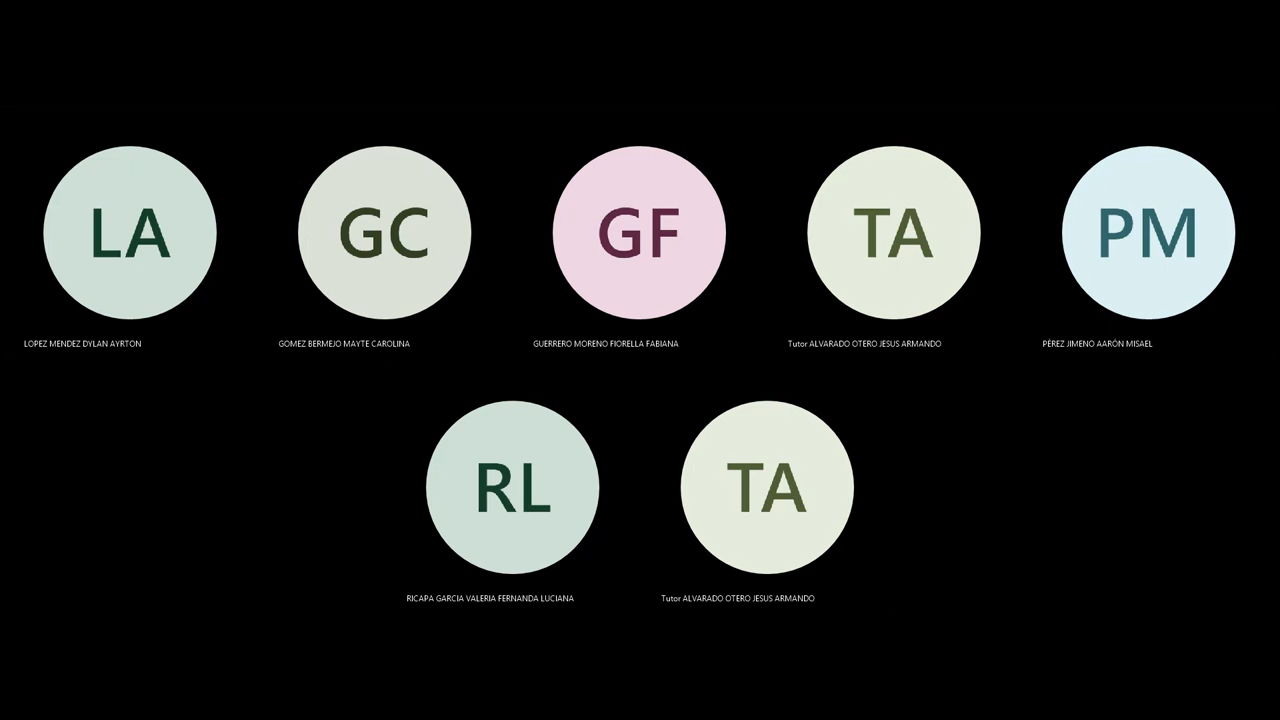 LA
GC
GF
TA
PM
LOPEZ MENDEZ DYLAN AYRTON
GOMEZ BERMEJO MAYTE CAROLINA
GUERRERO MORENO FIORELLA FABIANA
Tutor ALVARADO OTERO JESUS ARMANDO
PÉREZ JIMENO AARÓN MISAEL
RL
TA
RICAPA GARCIA VALERIA FERNANDA LUCIANA
Tutor ALVARADO OTERO JESUS ARMANDO